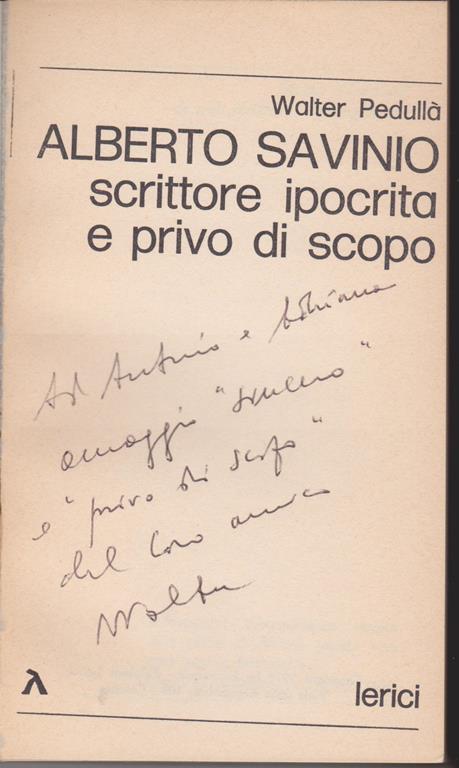 Walter Pedullà
ALBERTO SAVINIO
scrittore ipocrita
e privo di scopo
Ad Antonio e Adriana
omaggio "sincero"
e "privo di scopo"
del loro amico
Walter
λ
lerici